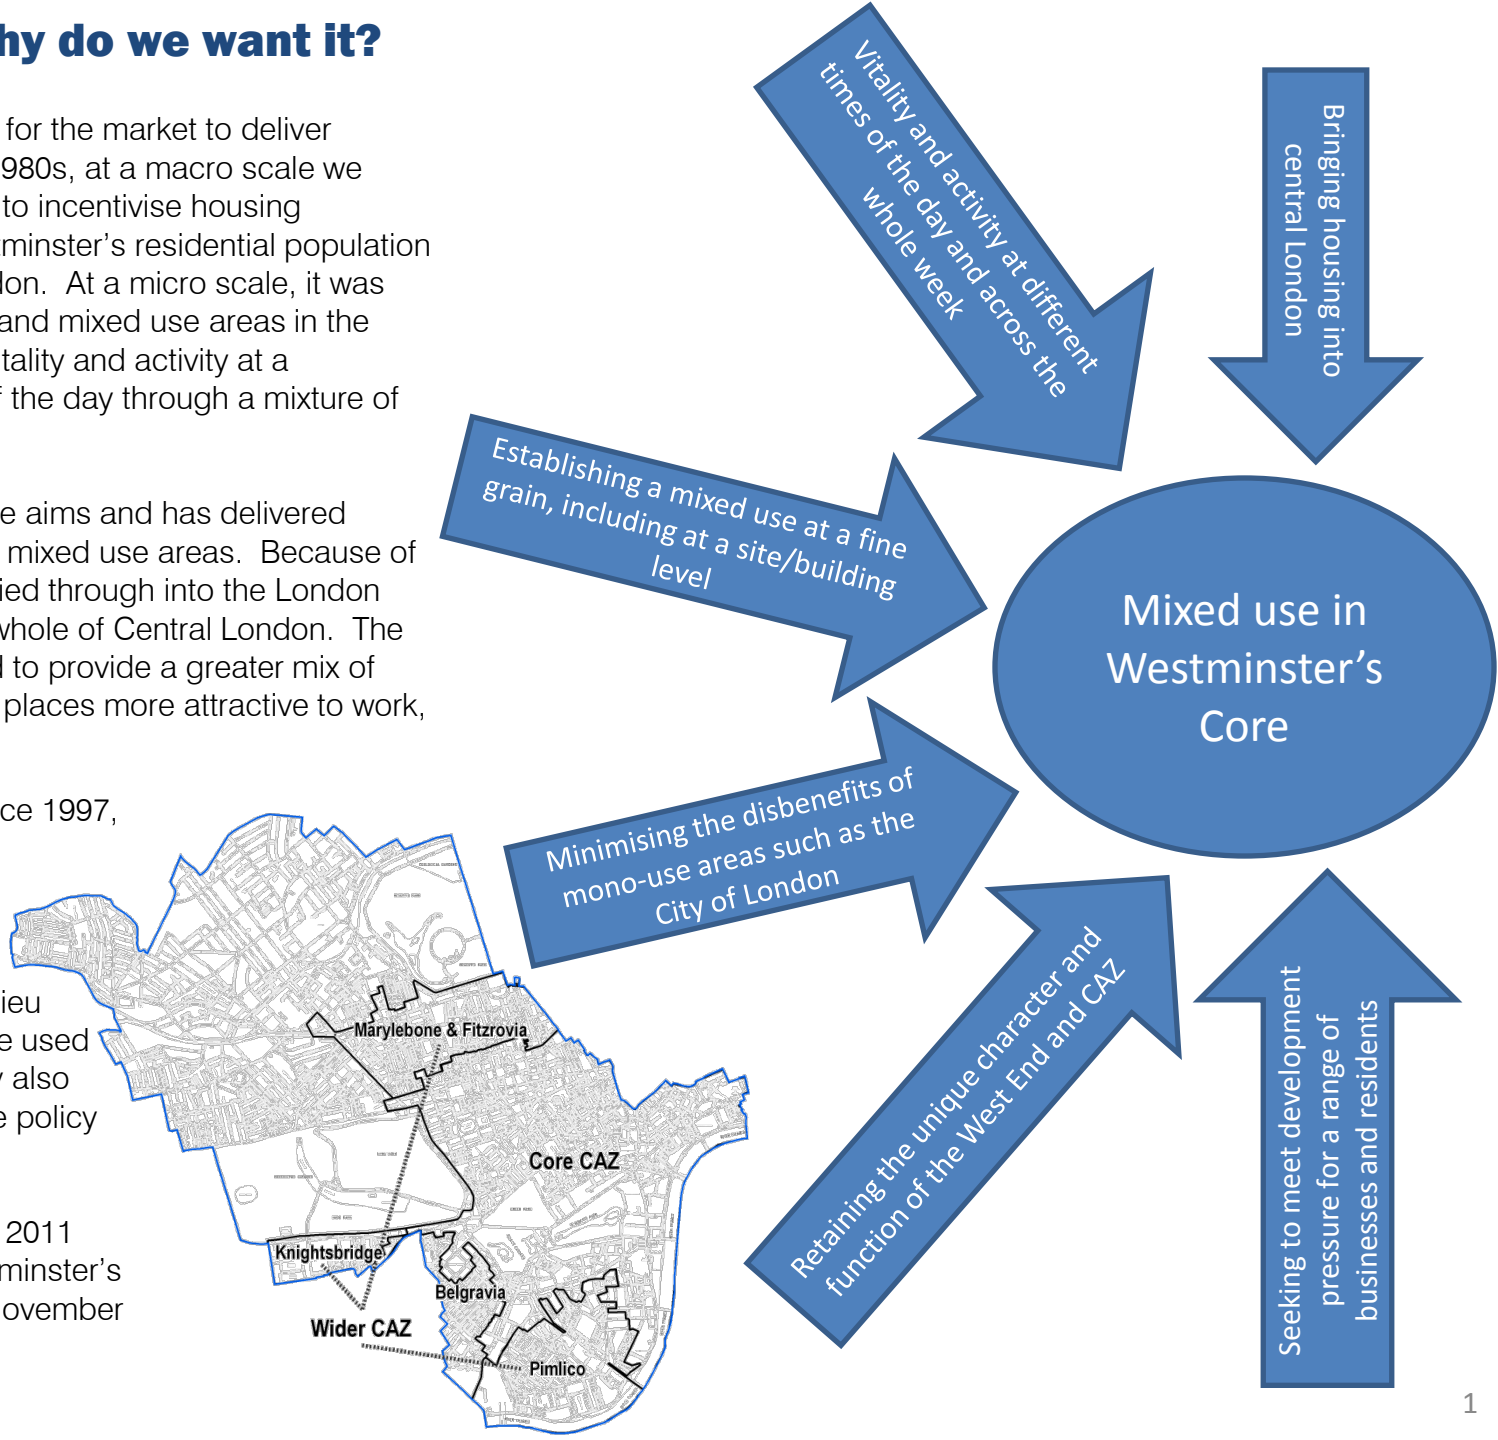 hy do we want it?
for the market to deliver
980s, at a macro scale we
to incentivise housing
tminster's residential population
don. At a micro scale, it was
and mixed use areas in the
tality and activity at a
f the day through a mixture of
e aims and has delivered
mixed use areas. Because of
ied through into the London
whole of Central London. The
d to provide a greater mix of
places more attractive to work,
ce 1997,
ieu
e used
y also
e policy
2011
minster's
ovember
Vitality and activity at different
times of the day and across the
whole week
Bringing housing into
central London
Establishing a mixed use at a fine
grain, including at a site/building
level
Mixed use in
Westminster's
Core
Minimising the disbenefits of
mono-use areas such as the
City of London
Retaining the unique character and
function of the West End and CAZ
Seeking to meet development
pressure for a range of
businesses and residents
Marylebone & Fitzrovia
Core CAZ
Knightsbridge
Belgravia
Wider CAZ
Pimlico
1